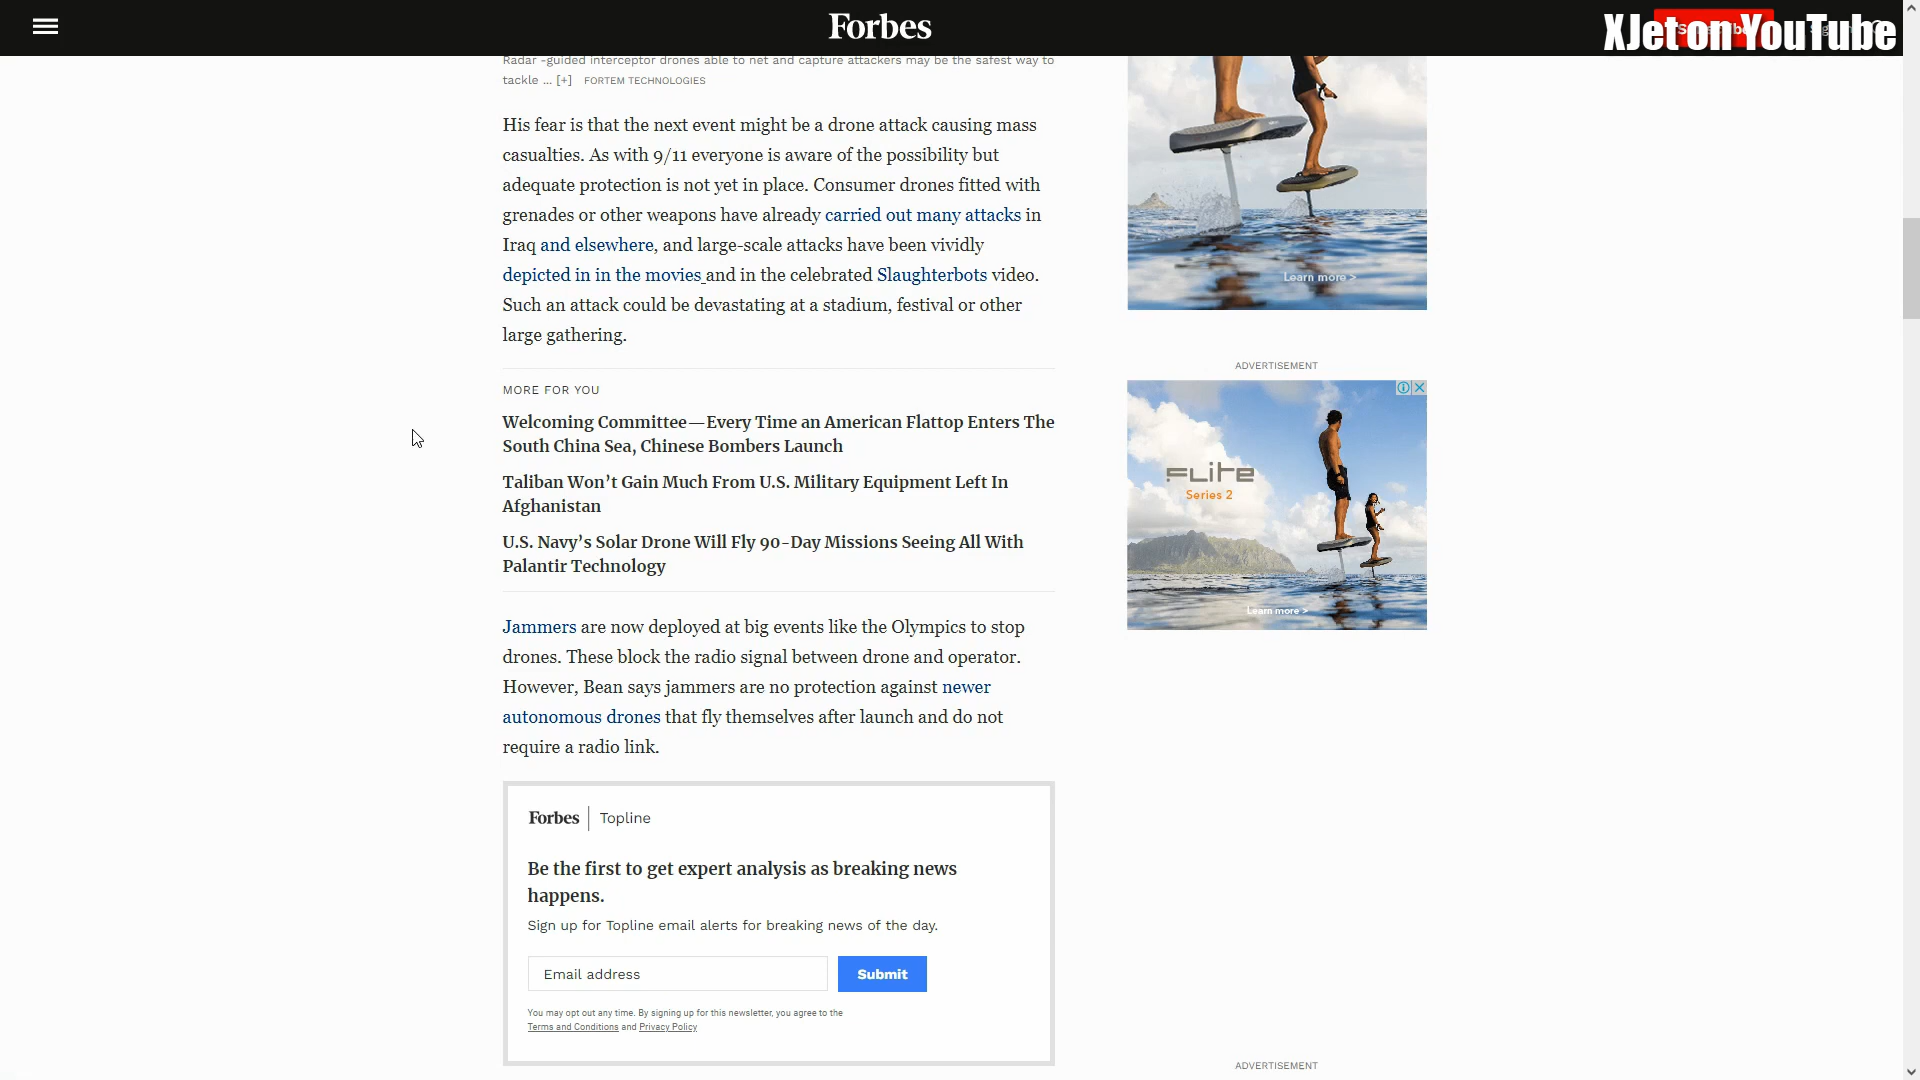 Forbes
XJet on YouTube
Radar -guided interceptor drones able to net and capture attackers may be the safest way to
tackle ... [+] FORTEM TECHNOLOGIES
His fear is that the next event might be a drone attack causing mass
casualties. As with 9/11 everyone is aware of the possibility but
adequate protection is not yet in place. Consumer drones fitted with
grenades or other weapons have already carried out many attacks in
Iraq and elsewhere, and large-scale attacks have been vividly
depicted in in the movies and in the celebrated Slaughterbots video.
Such an attack could be devastating at a stadium, festival or other
large gathering.
MORE FOR YOU
Welcoming Committee—Every Time an American Flattop Enters The
South China Sea, Chinese Bombers Launch
Taliban Won’t Gain Much From U.S. Military Equipment Left In
Afghanistan
U.S. Navy’s Solar Drone Will Fly 90-Day Missions Seeing All With
Palantir Technology
Jammers are now deployed at big events like the Olympics to stop
drones. These block the radio signal between drone and operator.
However, Bean says jammers are no protection against newer
autonomous drones that fly themselves after launch and do not
require a radio link.
Forbes | Topline
Be the first to get expert analysis as breaking news
happens.
Sign up for Topline email alerts for breaking news of the day.
Email address
Submit
You may opt out any time. By signing up for this newsletter, you agree to the
Terms and Conditions and Privacy Policy
Learn more >
ADVERTISEMENT
FLITE
Series 2
Learn more >
ADVERTISEMENT